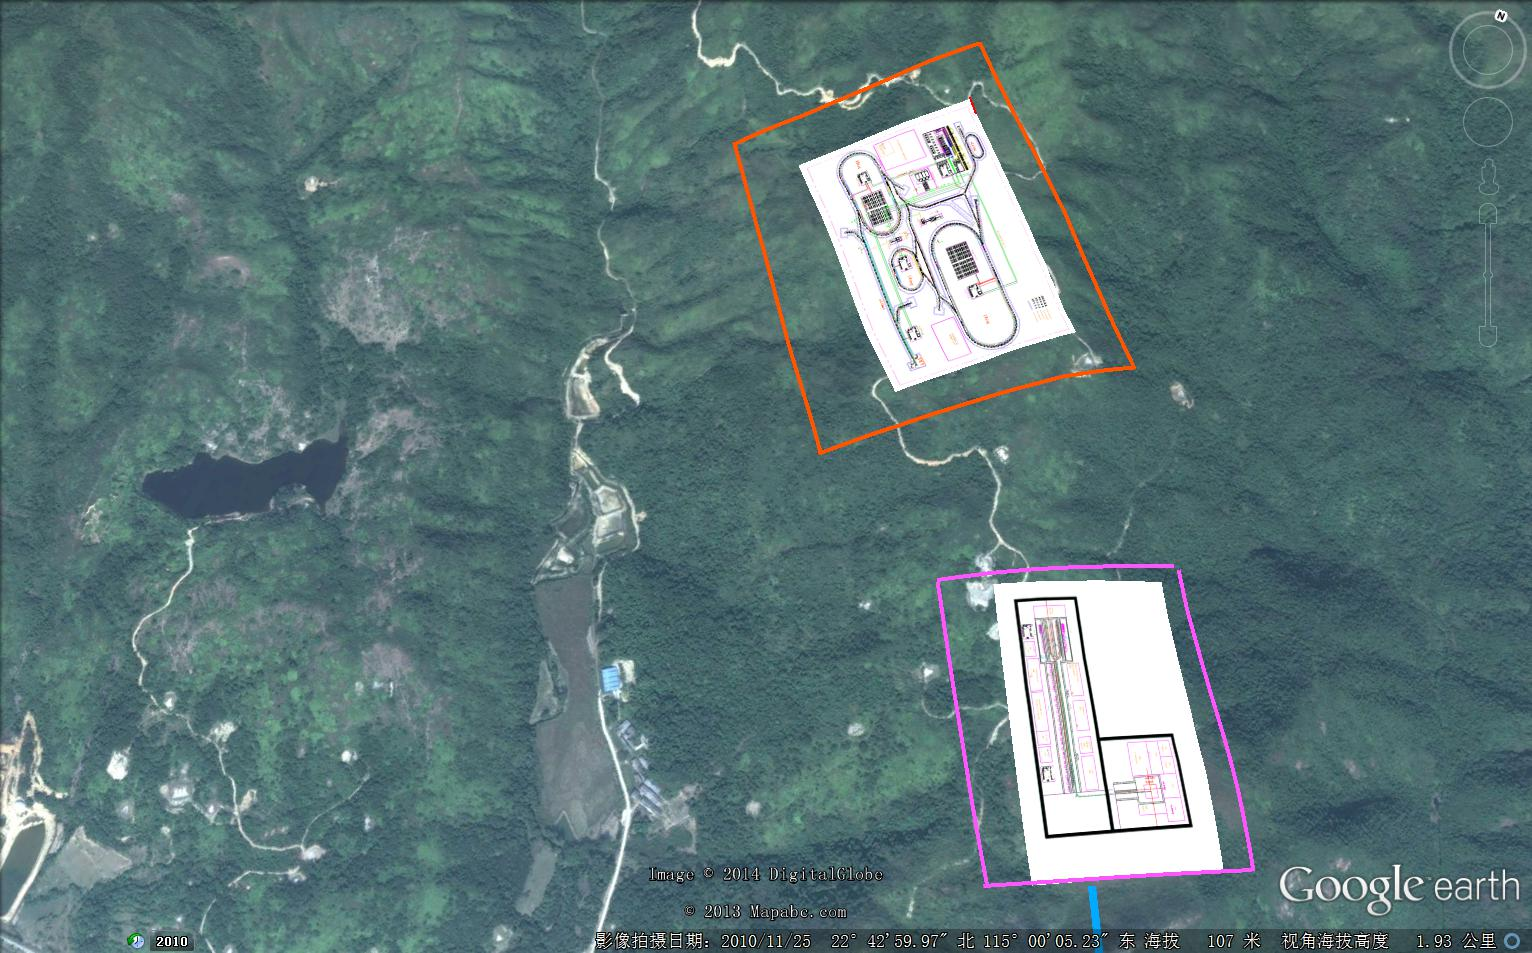 N
Image © 2014 DigitalGlobe
© 2013 Mapabc.com
Google earth
2010
影像拍摄日期: 2010/11/25 22° 42'59.97" 北 115° 00'05.23" 东 海拔 107 米 视角海拔高度 1.93 公里